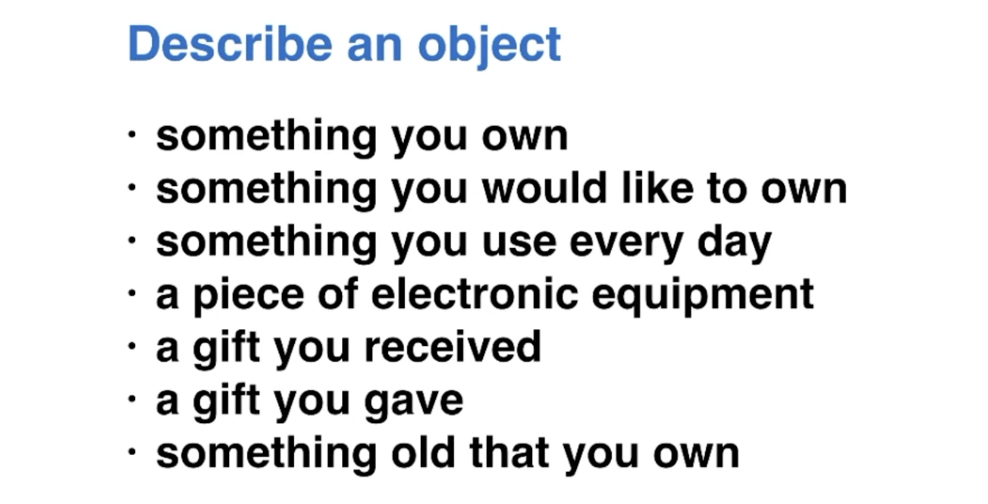 Describe an object
· something you own
· something you would like to own
· something you use every day
· a piece of electronic equipment
· a gift you received
· a gift you gave
· something old that you own